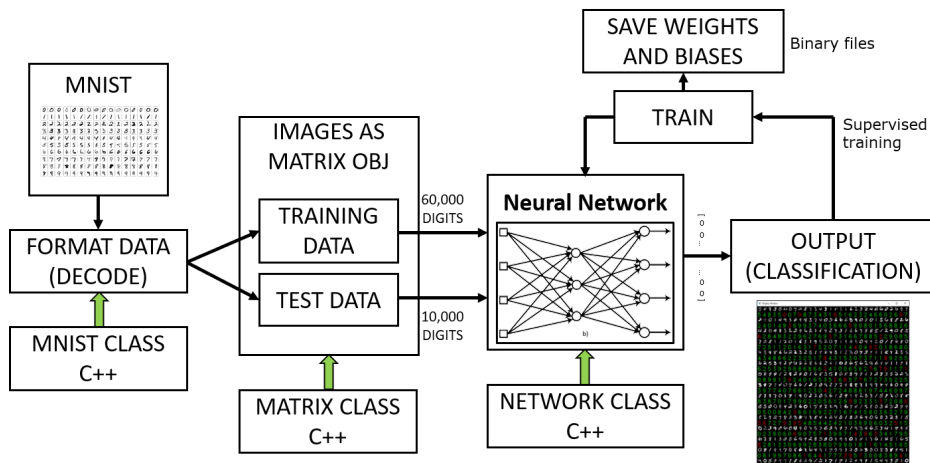 SAVE WEIGHTS
AND BIASES
Binary files
MNIST
TRAIN
Supervised
training
IMAGES AS
MATRIX OBJ
60,000
DIGITS
Neural Network
TRAINING
DATA
FORMAT DATA
(DECODE)
OUTPUT
(CLASSIFICATION)
TEST DATA
10,000
DIGITS
b)
MNIST CLASS
C++
MATRIX CLASS
C++
NETWORK CLASS
C++